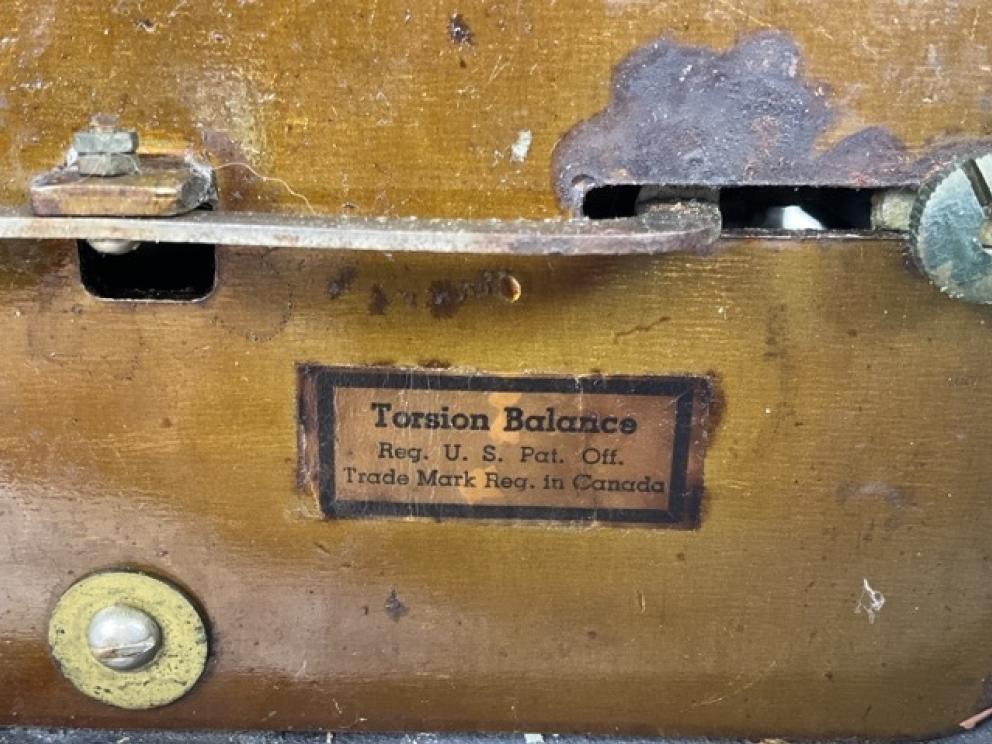 Torsion Balance
Reg. U. S. Pat. Off.
Trade Mark Reg. in Canada